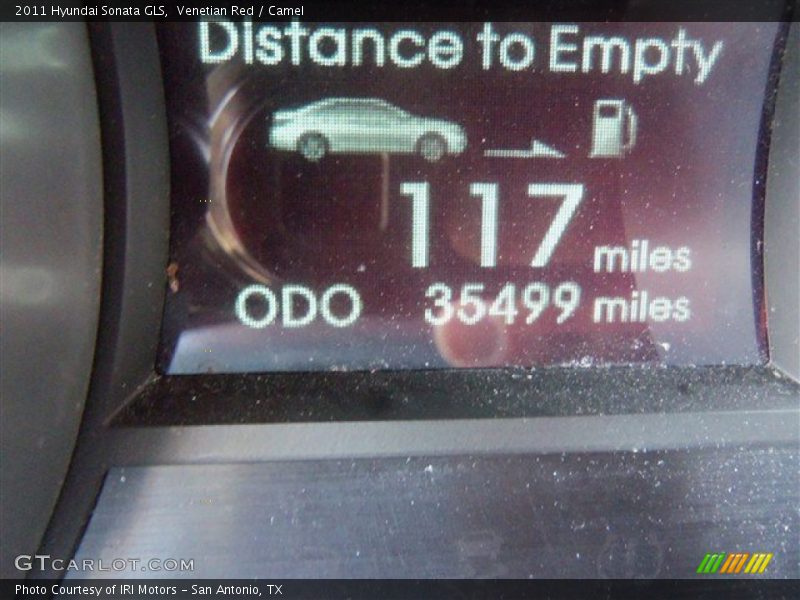 2011 Hyundai Sonata GLS, Venetian Red / Camel
Distance to Empty
117 miles
ODO 35499 miles
GTCARLOT.COM
Photo Courtesy of IRI Motors - San Antonio, TX